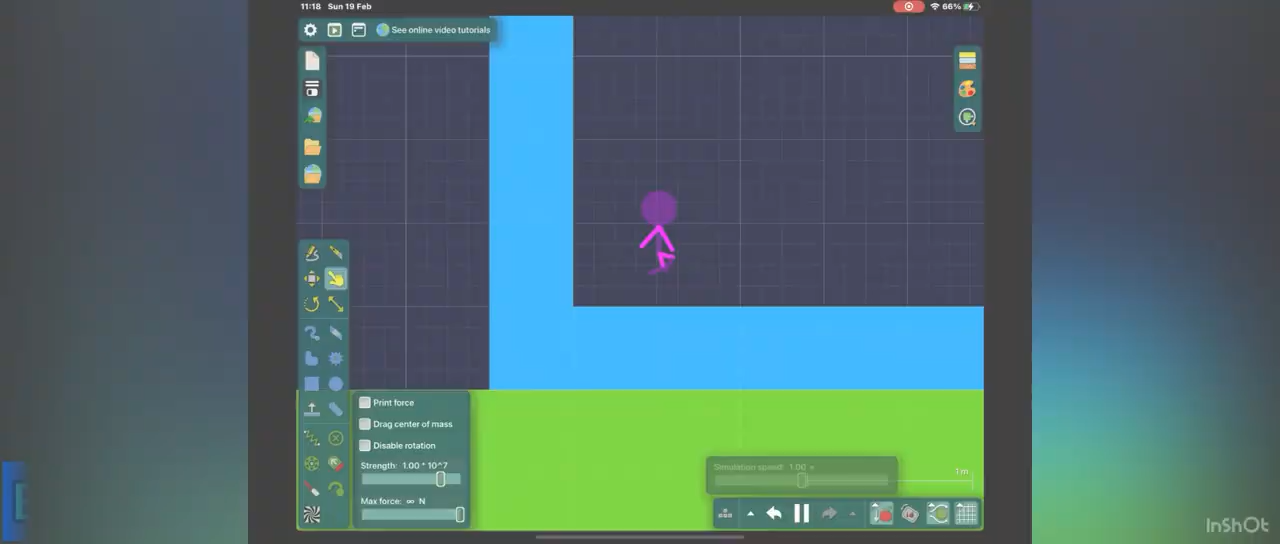 11:18 Sun 19 Feb
66%
See online video tutorials
Print force
Drag center of mass
Disable rotation
Strength: 1.00 * 10^7
Max force: ∞ N
Simulation speed: 1.00 ×
1m
InShOt